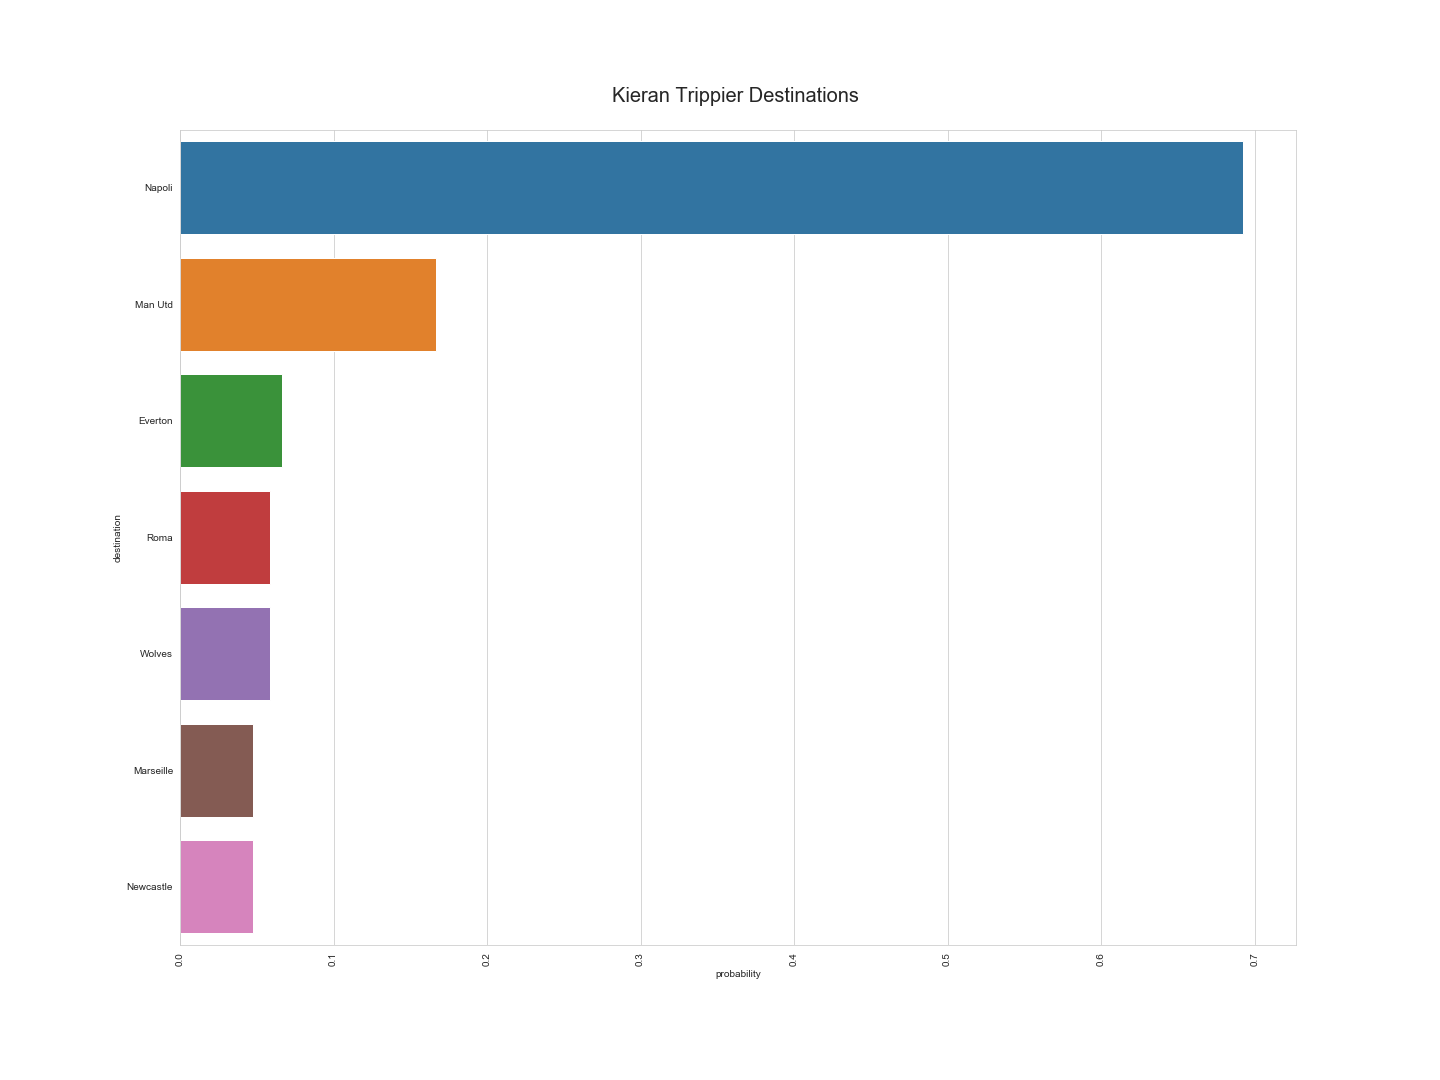 Kieran Trippier Destinations
Napoli
Man Utd
Everton
Roma
Wolves
Marseille
Newcastle
destination
0.0
0.1
0.2
0.3
0.4
0.5
0.6
0.7
probability